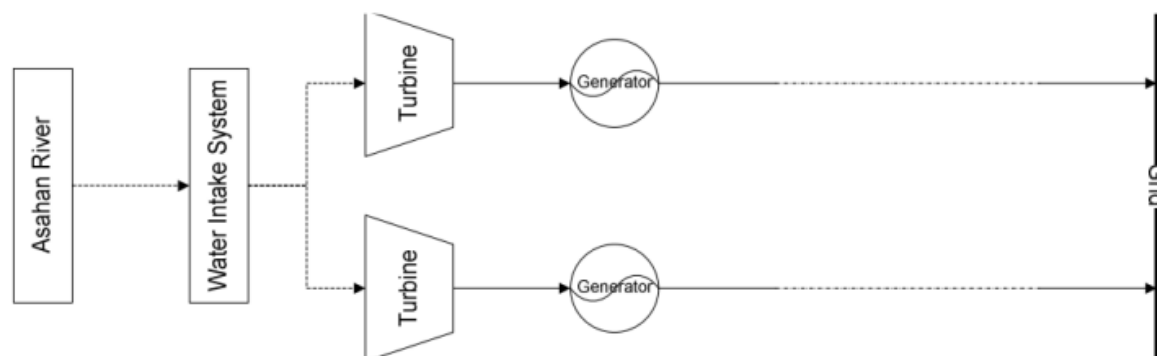 Asahan River
Water Intake System
Turbine
Generator
Turbine
Generator